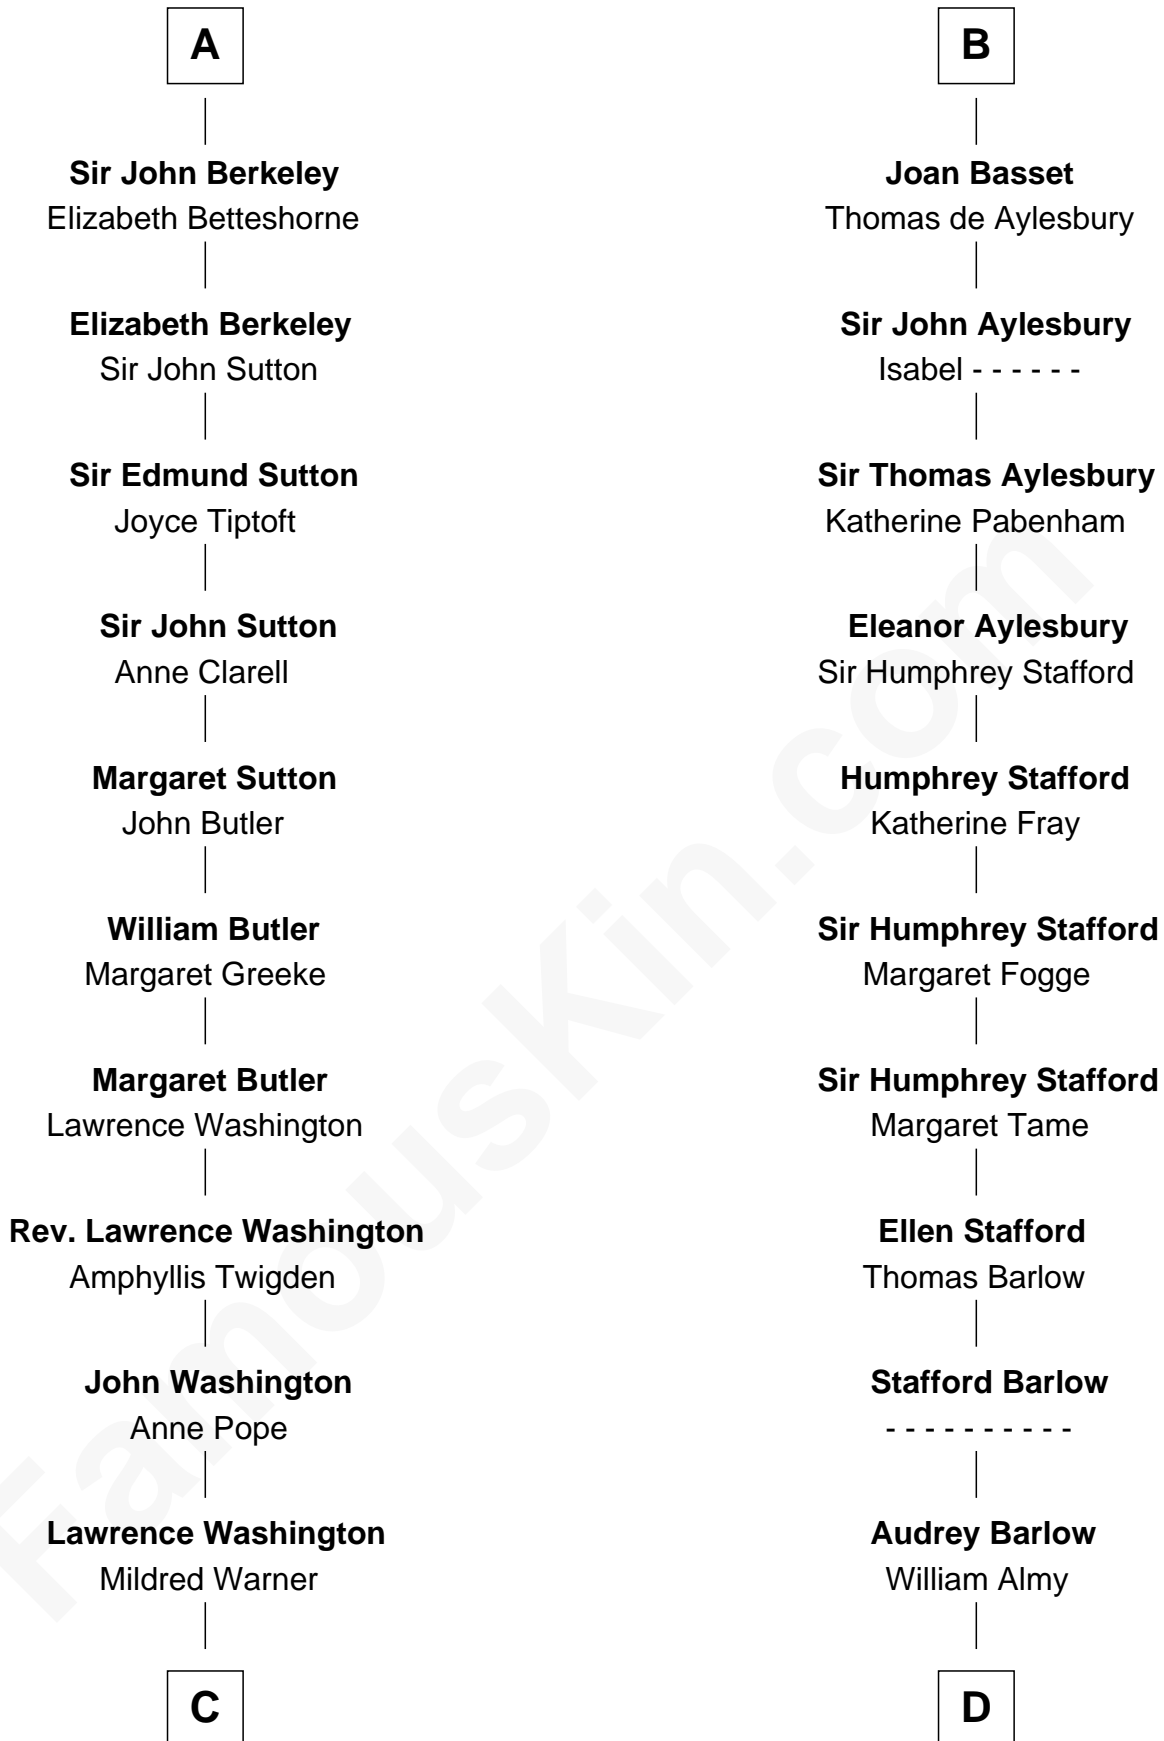 A
Sir John Berkeley
Elizabeth Betteshorne
Elizabeth Berkeley
Sir John Sutton
Sir Edmund Sutton
Joyce Tiptoft
Sir John Sutton
Anne Clarell
Margaret Sutton
John Butler
William Butler
Margaret Greeke
Margaret Butler
Lawrence Washington
Rev. Lawrence Washington
Amphyllis Twigden
John Washington
Anne Pope
Lawrence Washington
Mildred Warner
C
B
Joan Basset
Thomas de Aylesbury
Sir John Aylesbury
Isabel - - - - - -
Sir Thomas Aylesbury
Katherine Pabenham
Eleanor Aylesbury
Sir Humphrey Stafford
Humphrey Stafford
Katherine Fray
Sir Humphrey Stafford
Margaret Fogge
Sir Humphrey Stafford
Margaret Tame
Ellen Stafford
Thomas Barlow
Stafford Barlow
- - - - - - - - - -
Audrey Barlow
William Almy
D
FamousKin.com